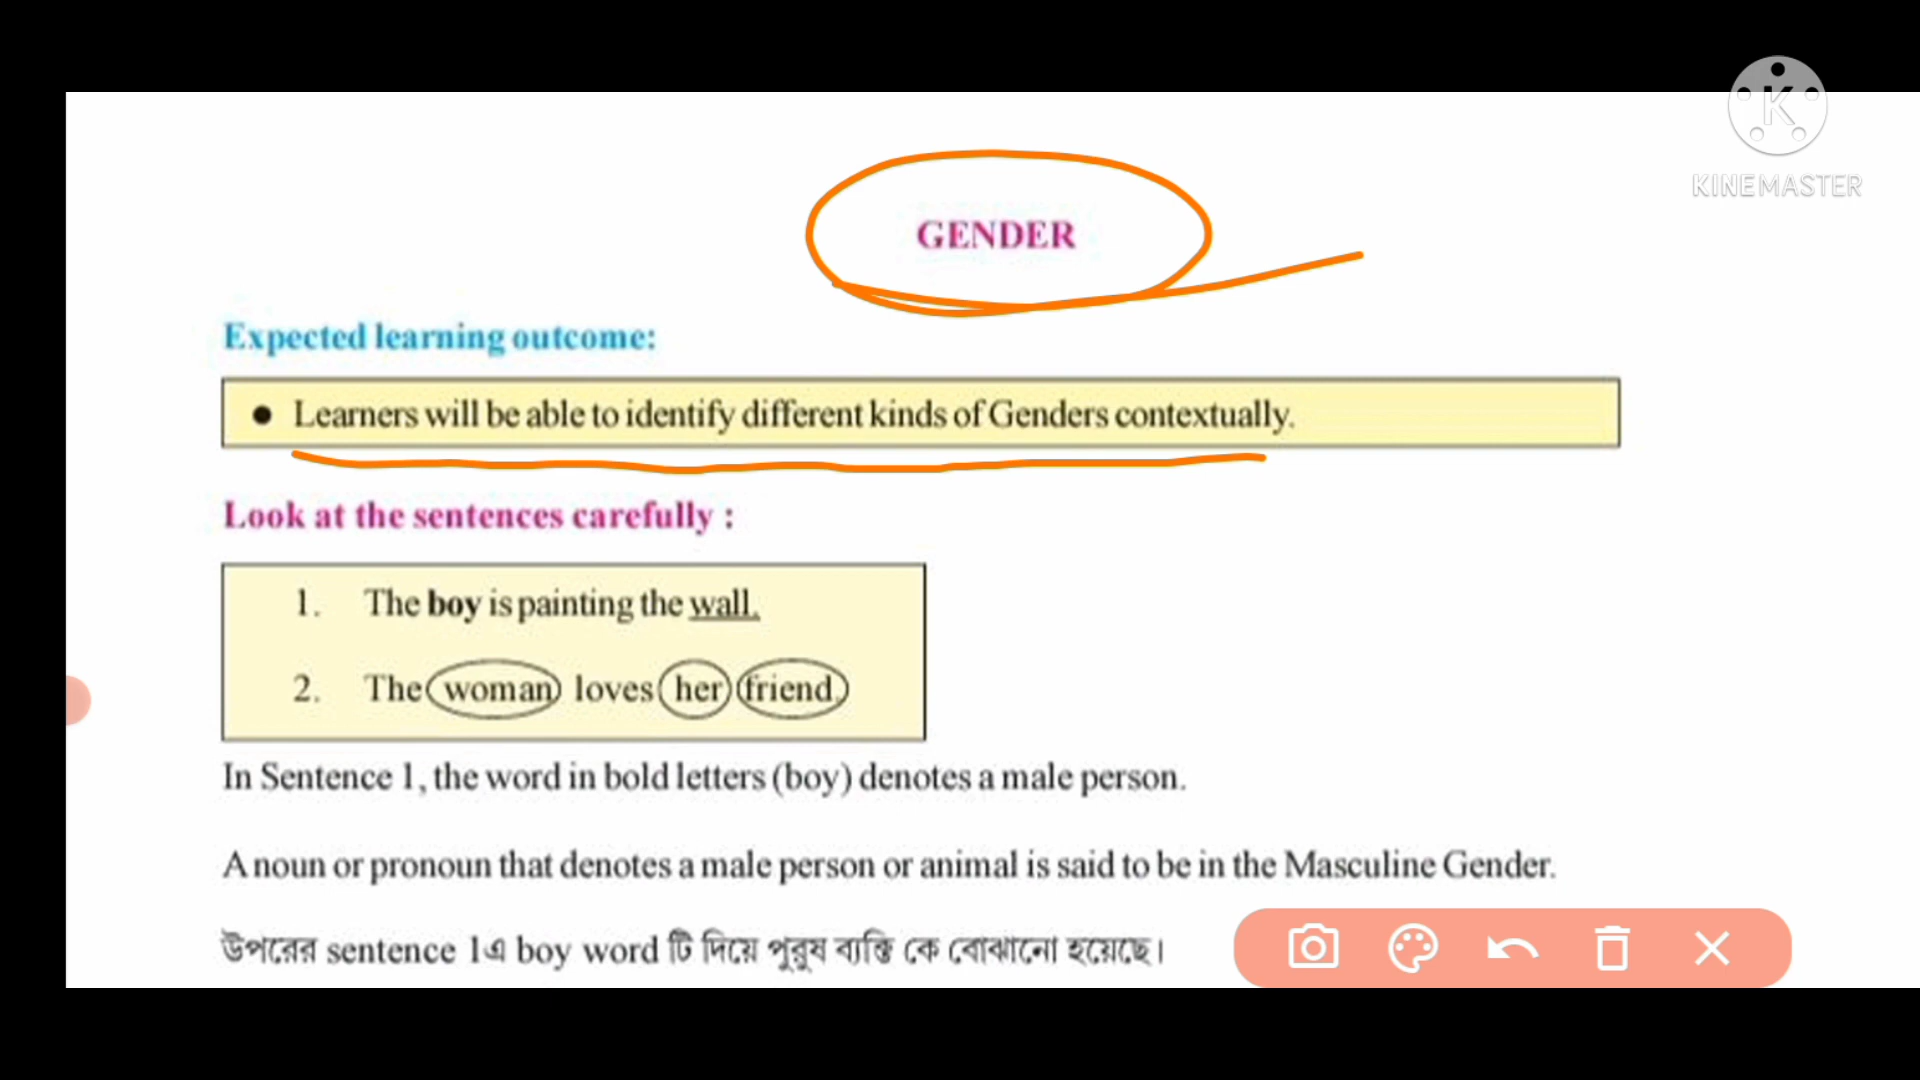 KINEMASTER
GENDER
Expected learning outcome:
● Learners will be able to identify different kinds of Genders contextually.
Look at the sentences carefully :
1. The boy is painting the wall.
2. The woman loves her friend.
In Sentence 1, the word in bold letters (boy) denotes a male person.
A noun or pronoun that denotes a male person or animal is said to be in the Masculine Gender.
উপরের sentence 1এ boy word টি দিয়ে পুরুষ ব্যক্তি কে বোঝানো হয়েছে।